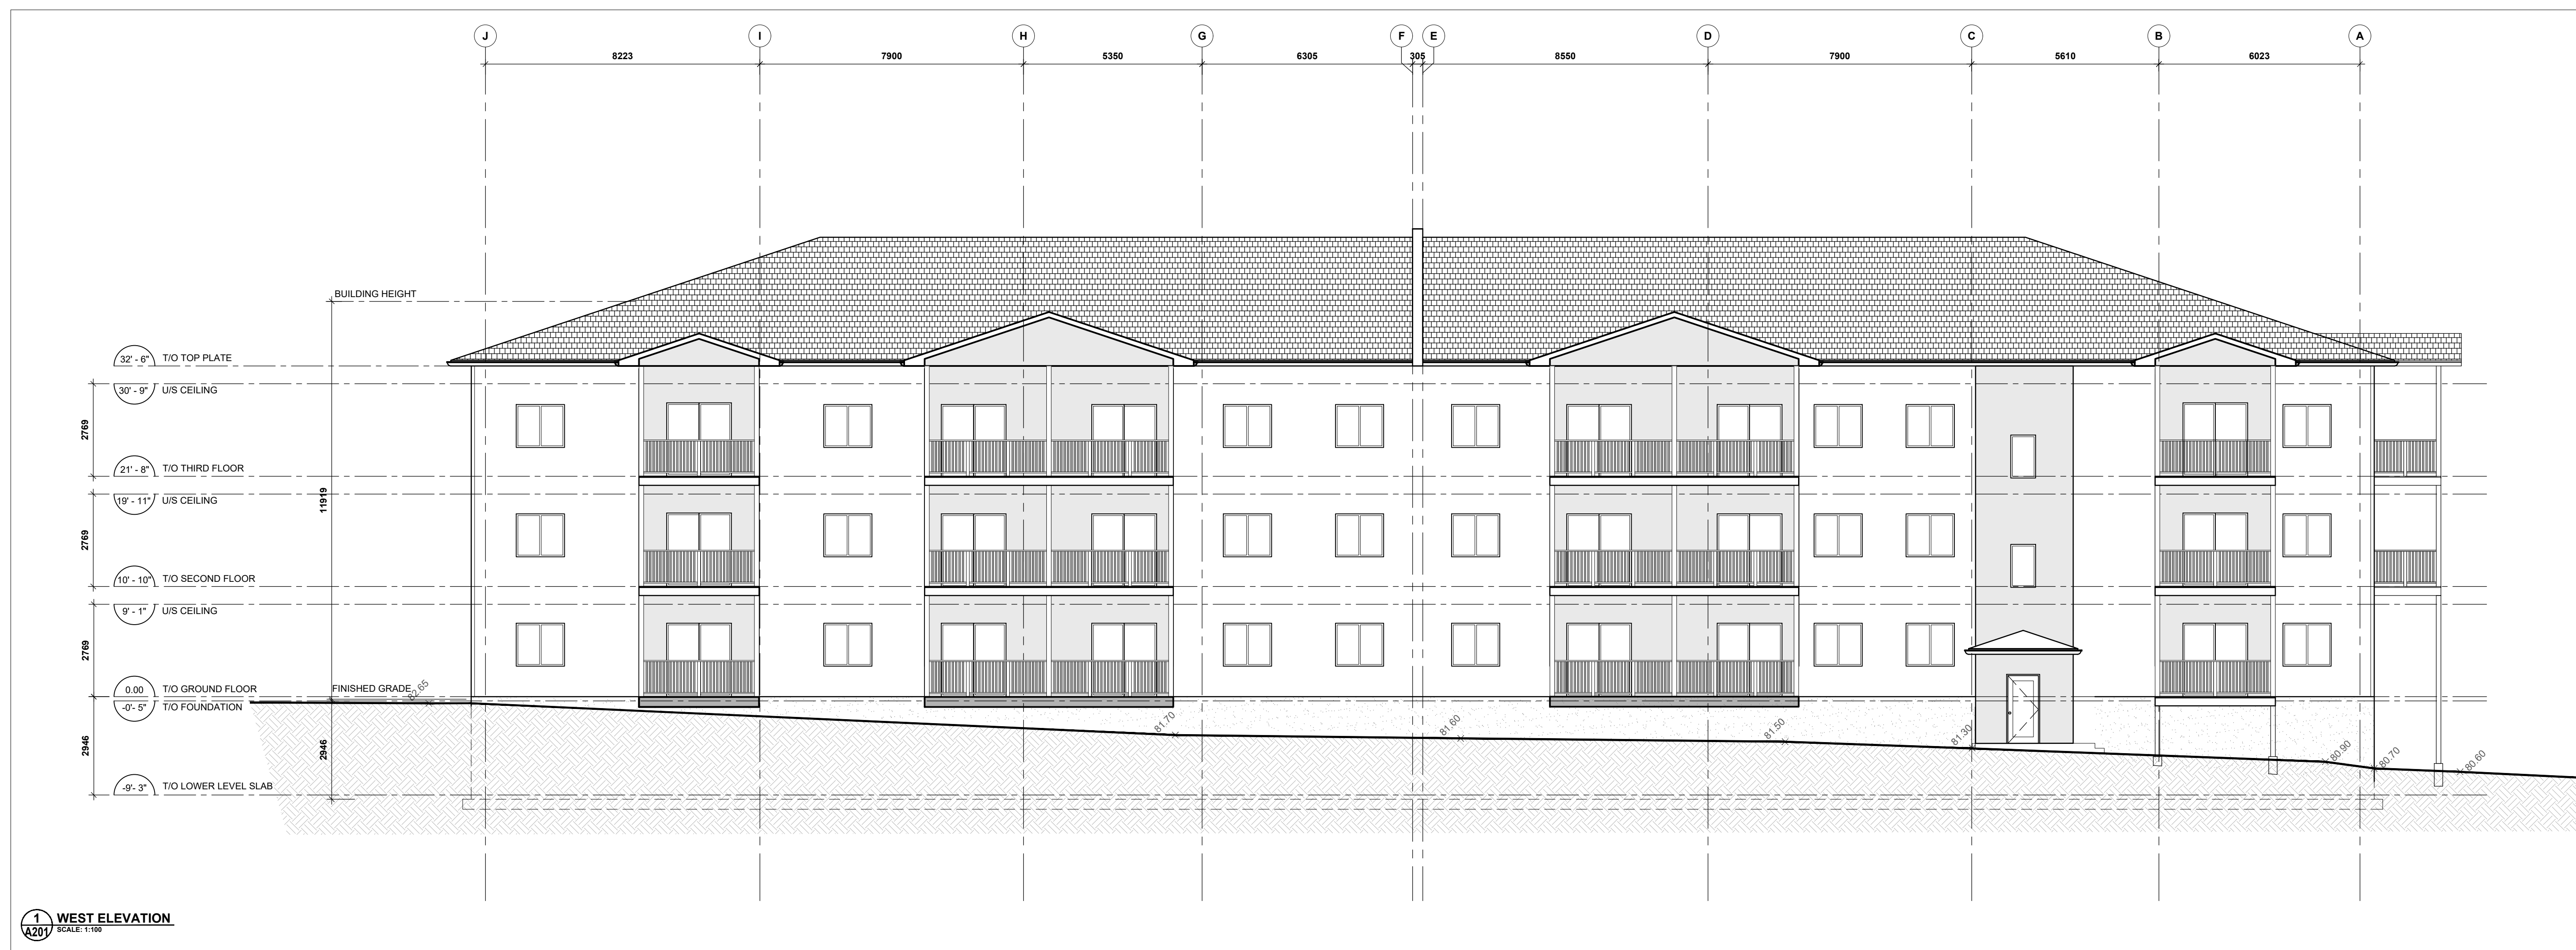 J I H G F E D C B A
8223 7900 5350 6305 305 8550 7900 5610 6023
BUILDING HEIGHT
32' - 6" T/O TOP PLATE
30' - 9" U/S CEILING
2769
21' - 8" T/O THIRD FLOOR
19' - 11" U/S CEILING
11919
2769
10' - 10" T/O SECOND FLOOR
9' - 1" U/S CEILING
2769
0.00 T/O GROUND FLOOR
FINISHED GRADE
82.65
-0'- 5" T/O FOUNDATION
81.70
81.60
81.50
81.30
80.90
80.70
80.60
2946
2946
-9'- 3" T/O LOWER LEVEL SLAB
1
A201
WEST ELEVATION
SCALE: 1:100